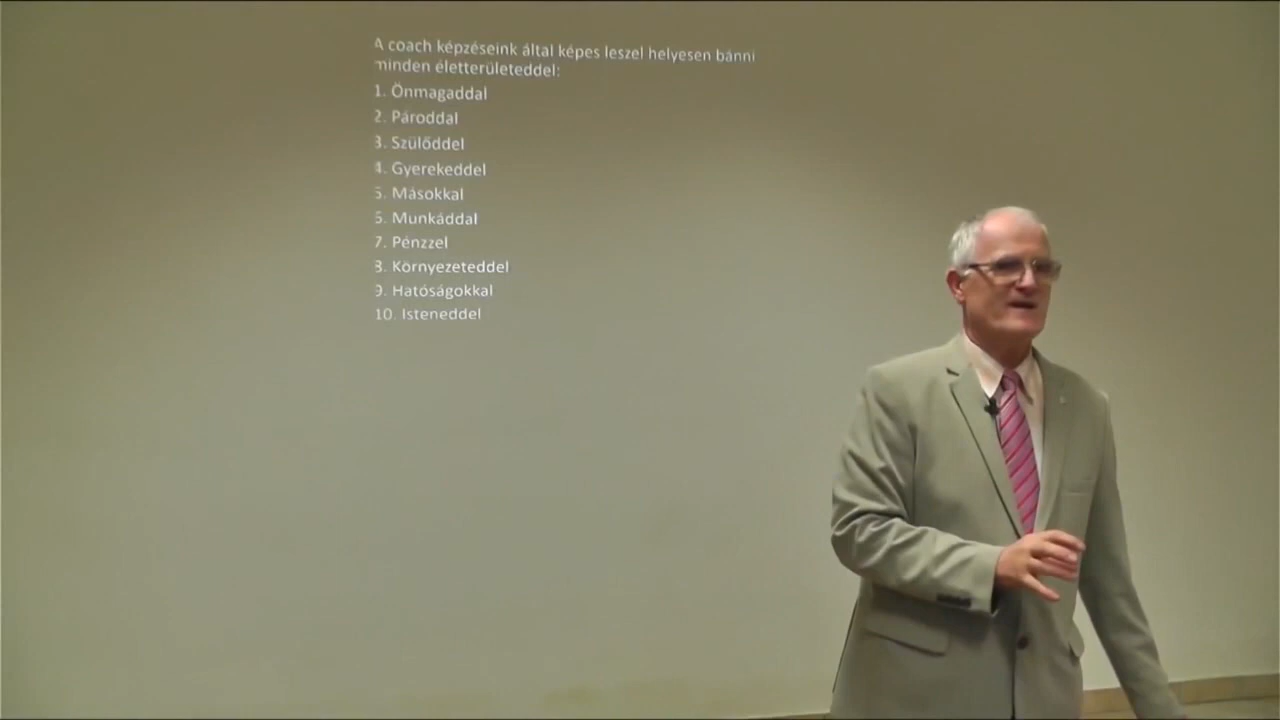 A coach képzéseink által képes leszel helyesen bánni
minden életterületeddel:
1. Önmagaddal
2. Pároddal
3. Szülőddel
4. Gyerekeddel
5. Másokkal
6. Munkáddal
7. Pénzzel
8. Környezeteddel
9. Hatóságokkal
10. Isteneddel